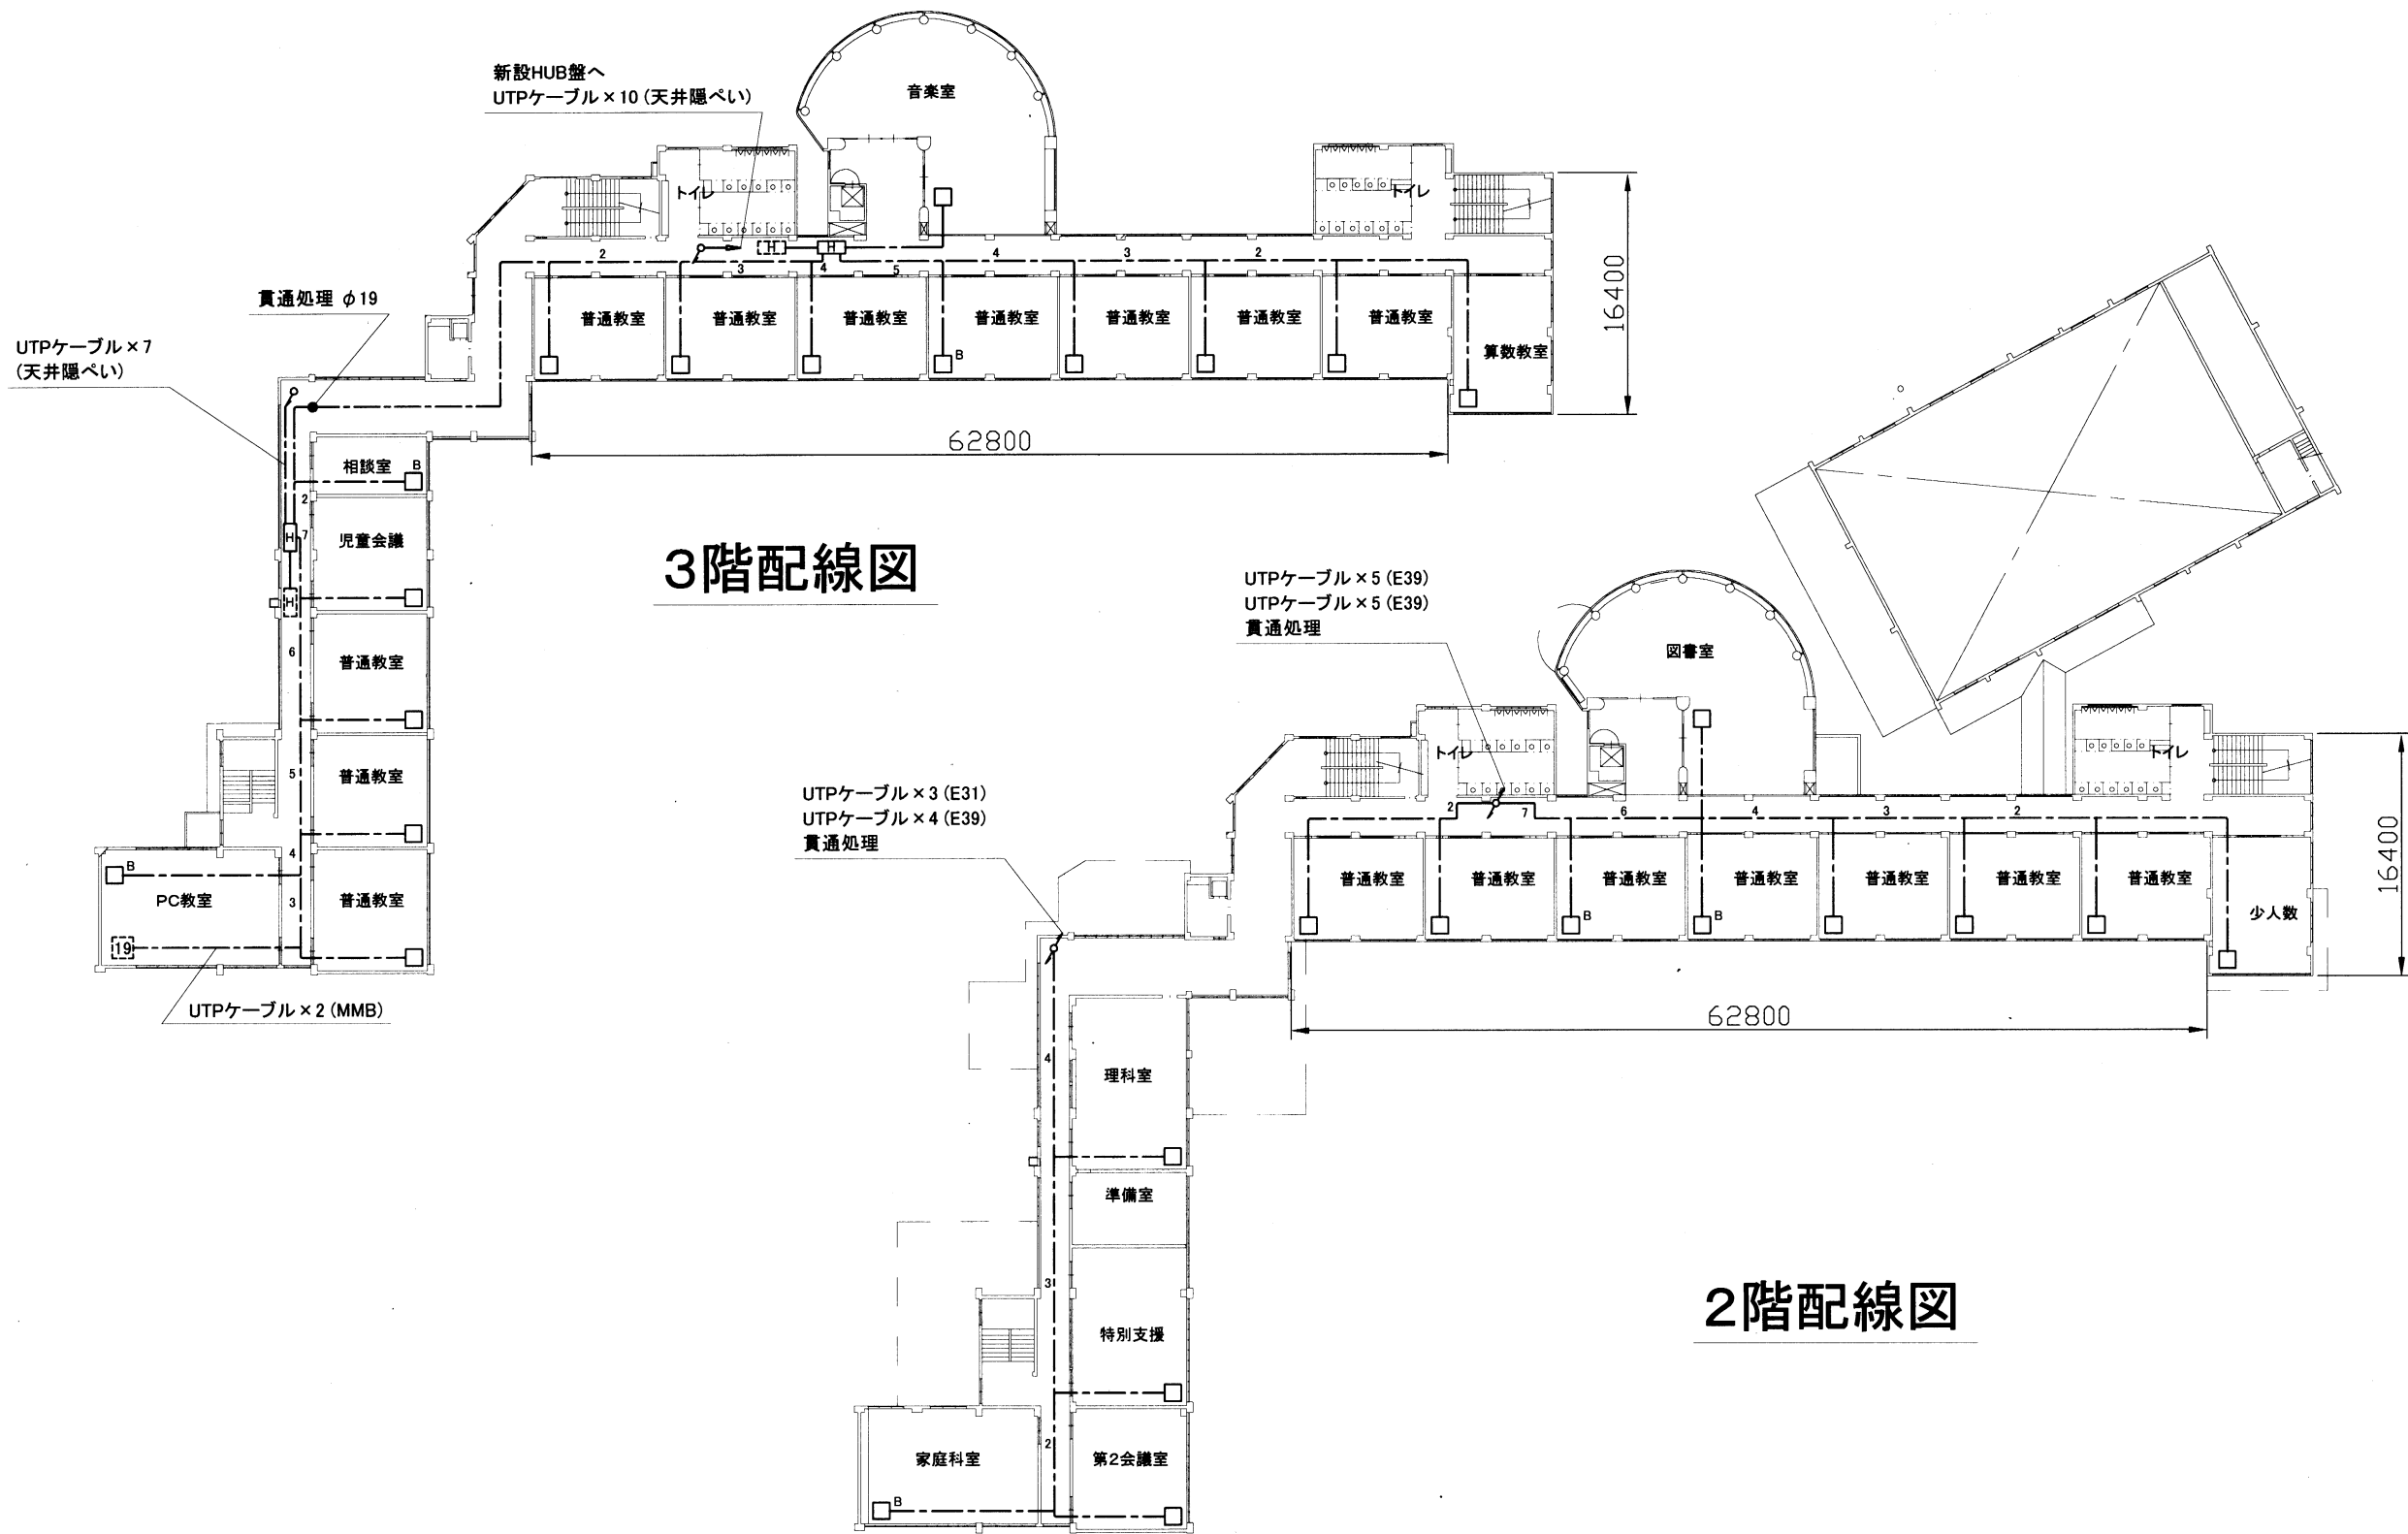 新設HUB盤へ
UTPケーブル×10 (天井隠ぺい)
音楽室
トイレ
トイレ
H
H
2
3
4
5
4
3
2
貫通処理 φ19
UTPケーブル×7
(天井隠ぺい)
普通教室
普通教室
普通教室
普通教室
普通教室
普通教室
普通教室
算数教室
B
16400
62800
相談室
B
2
H
7
児童会議
H
6
普通教室
5
普通教室
4
B
PC教室
3
普通教室
19
UTPケーブル×2 (MMB)
3階配線図
UTPケーブル×5 (E39)
UTPケーブル×5 (E39)
貫通処理
図書室
トイレ
トイレ
UTPケーブル×3 (E31)
UTPケーブル×4 (E39)
貫通処理
2
7
6
4
3
2
普通教室
普通教室
普通教室
普通教室
普通教室
普通教室
普通教室
少人数
B
B
16400
62800
4
理科室
準備室
3
特別支援
家庭科室
2
第2会議室
B
2階配線図